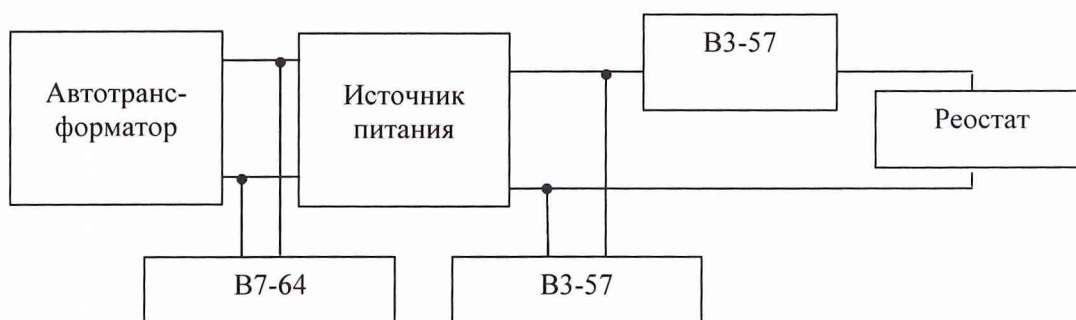 В3-57
Автотранс-
форматор
Источник
питания
Реостат
В7-64
В3-57